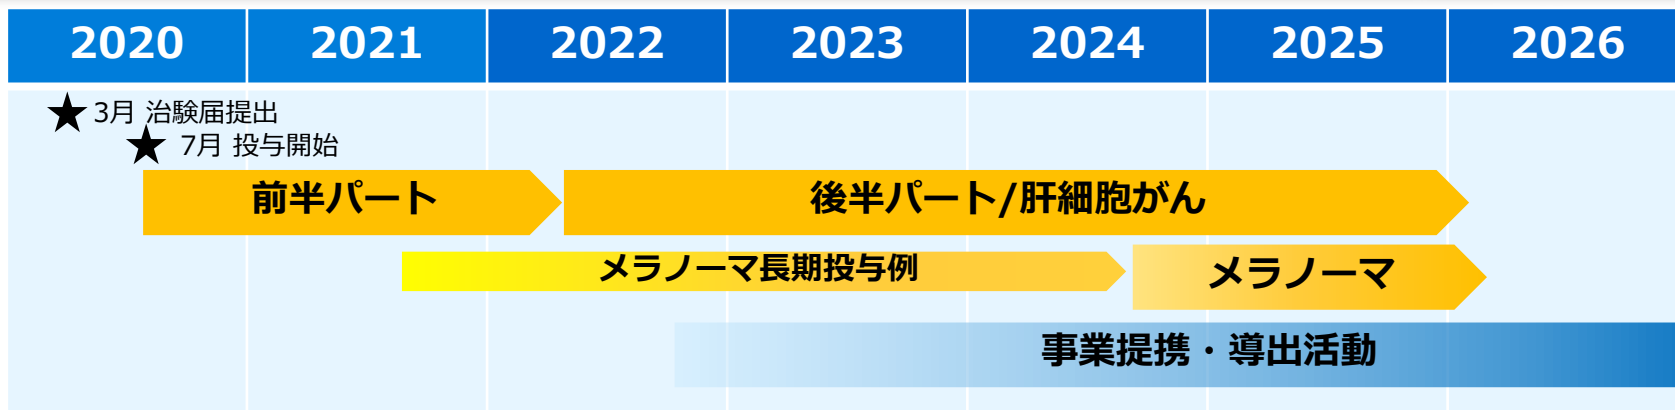 2020 2021 2022 2023 2024 2025 2026
★ 3月 治験届提出
★ 7月 投与開始
前半パート 後半パート/肝細胞がん
メラノーマ長期投与例 メラノーマ
事業提携・導出活動